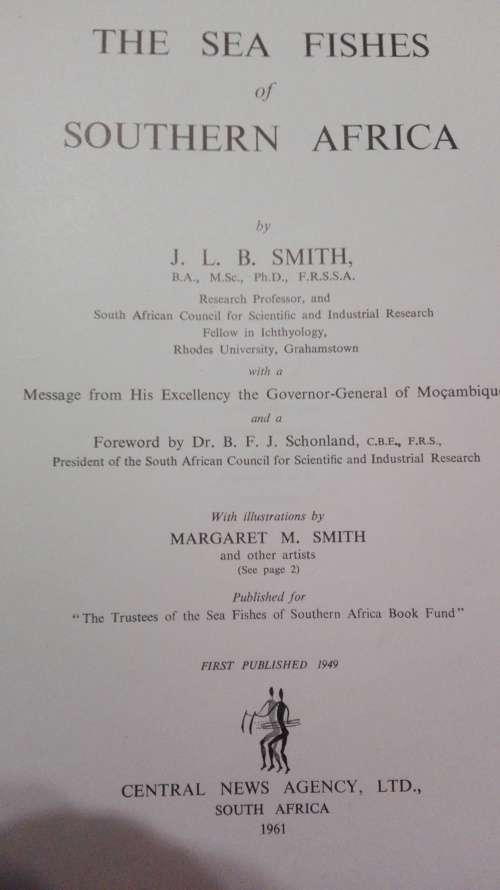 THE SEA FISHES
of
SOUTHERN AFRICA
by
J. L. B. SMITH,
B.A., M.Sc., Ph.D., F.R.S.S.A.
Research Professor, and
South African Council for Scientific and Industrial Research
Fellow in Ichthyology,
Rhodes University, Grahamstown
with a
Message from His Excellency the Governor-General of Moçambique
and a
Foreword by Dr. B. F. J. Schonland, C.B.E., F.R.S.,
President of the South African Council for Scientific and Industrial Research
With illustrations by
MARGARET M. SMITH
and other artists
(See page 2)
Published for
"The Trustees of the Sea Fishes of Southern Africa Book Fund"
FIRST PUBLISHED 1949
CENTRAL NEWS AGENCY, LTD.,
SOUTH AFRICA
1961